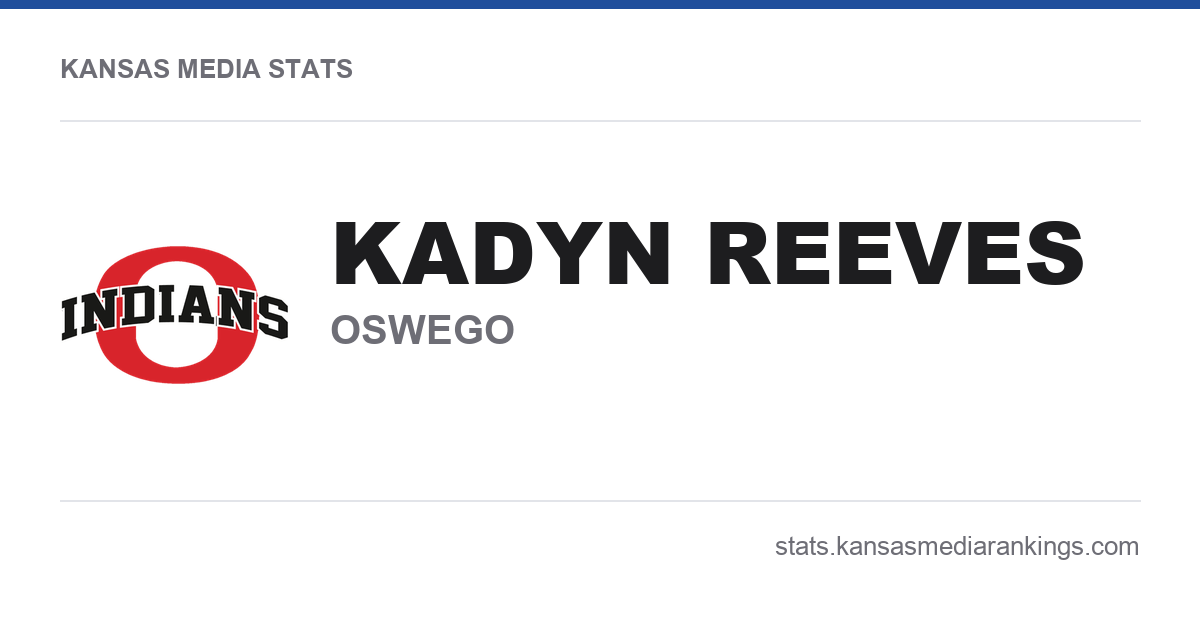 KANSAS MEDIA STATS
KADYN REEVES
INDIANS
OSWEGO
stats.kansasmediarankings.com